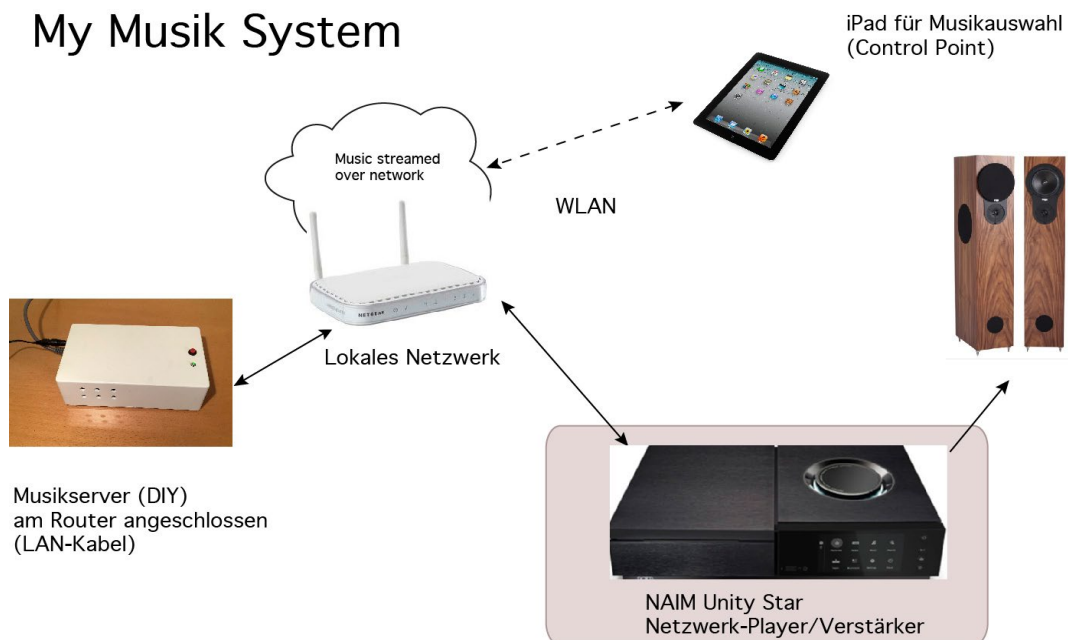 My Musik System
iPad für Musikauswahl
(Control Point)
Music streamed
over network
WLAN
NETGEAR
Lokales Netzwerk
Musikserver (DIY)
am Router angeschlossen
(LAN-Kabel)
NAIM Unity Star
Netzwerk-Player/Verstärker